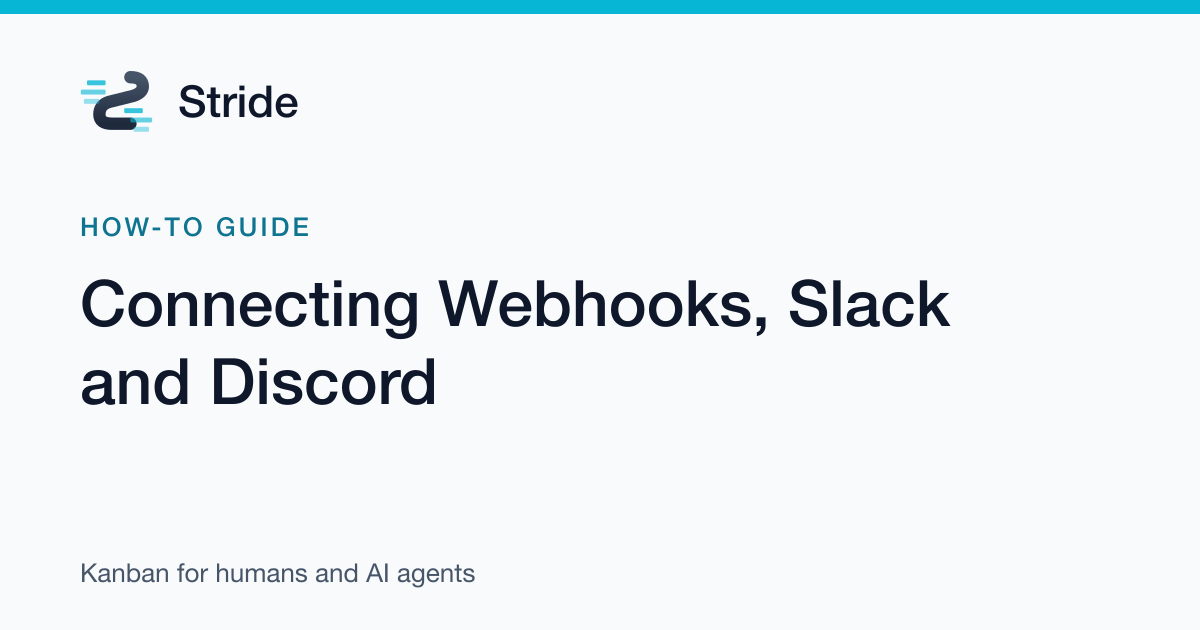 Stride
HOW-TO GUIDE
Connecting Webhooks, Slack
and Discord
Kanban for humans and AI agents